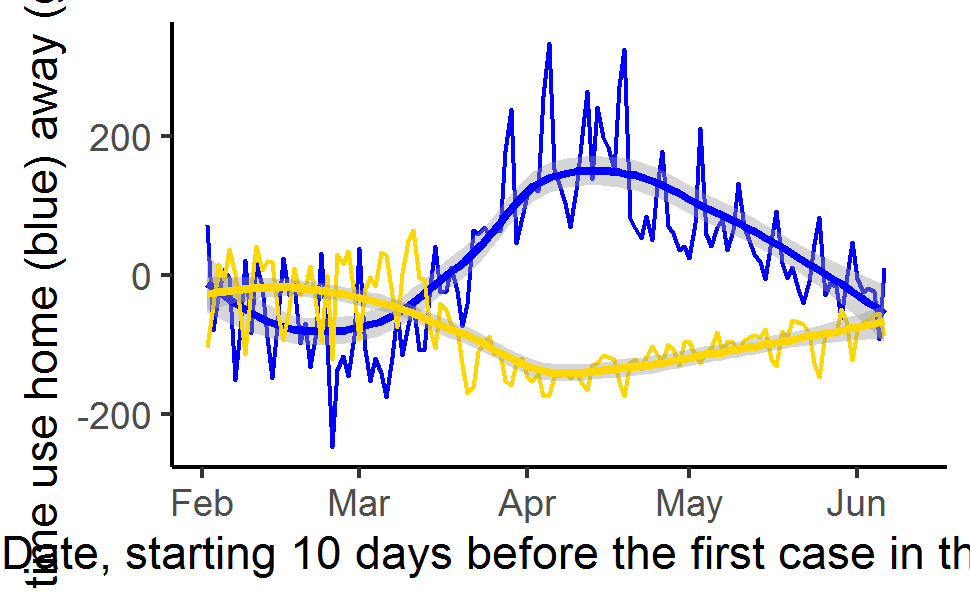 time use home (blue) away (
200
0
-200
Feb Mar Apr May Jun
Date, starting 10 days before the first case in th